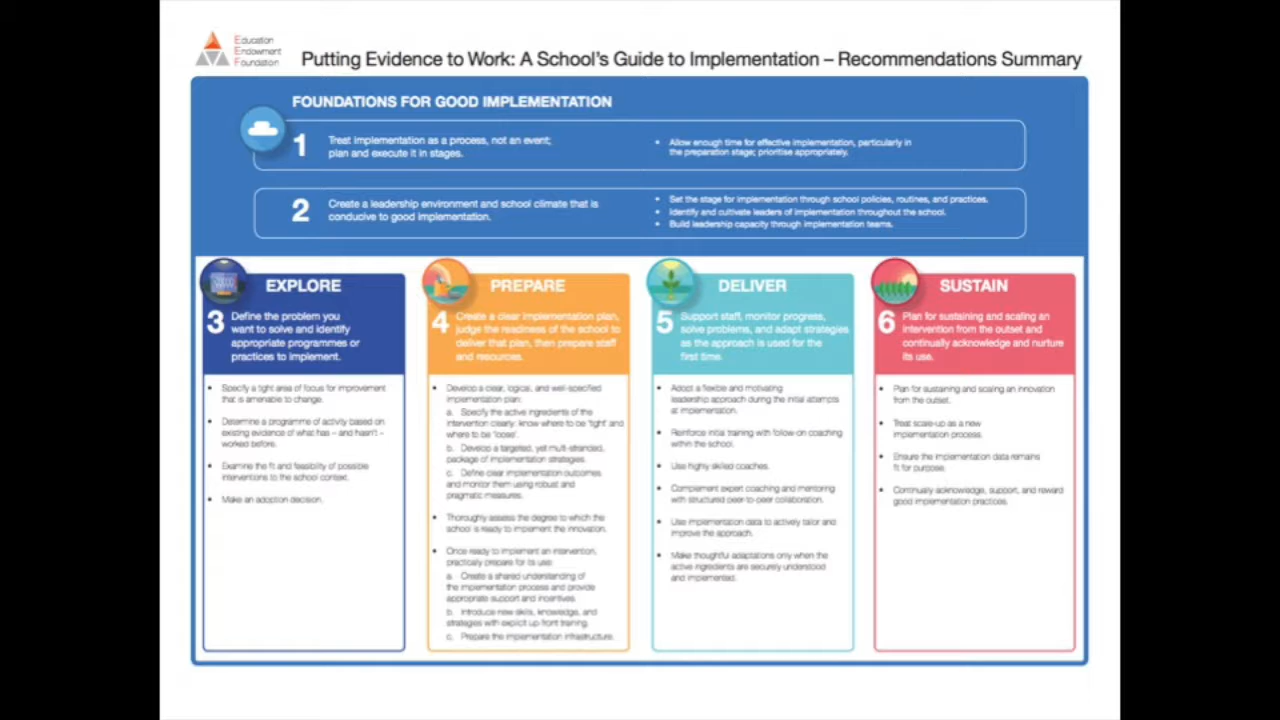 Education
Endowment
Foundation
Putting Evidence to Work: A School's Guide to Implementation – Recommendations Summary
FOUNDATIONS FOR GOOD IMPLEMENTATION
1
Treat implementation as a process, not an event;
plan and execute it in stages.
• Allow enough time for effective implementation, particularly in
the preparation stage; prioritise appropriately.
2
Create a leadership environment and school climate that is
conducive to good implementation.
• Set the stage for implementation through school policies, routines, and practices.
• Identify and cultivate leaders of implementation throughout the school.
• Build leadership capacity through implementation teams.
EXPLORE
3
Define the problem you
want to solve and identify
appropriate programmes or
practices to implement.
• Specify a tight area of focus for improvement
that is amenable to change.
• Determine a programme of activity based on
existing evidence of what has – and hasn't –
worked before.
• Examine the fit and feasibility of possible
interventions to the school context.
• Make an adoption decision.
PREPARE
4
Create a clear implementation plan,
judge the readiness of the school to
deliver that plan, then prepare staff
and resources.
• Develop a clear, logical, and well-specified
implementation plan:
a. Specify the active ingredients of the
intervention clearly: know where to be 'tight' and
where to be 'loose'.
b. Develop a targeted, yet multi-stranded,
package of implementation strategies.
c. Define clear implementation outcomes
and monitor them using robust and
pragmatic measures.
• Thoroughly assess the degree to which the
school is ready to implement the innovation.
• Once ready to implement an intervention,
practically prepare for its use:
a. Create a shared understanding of
the implementation process and provide
appropriate support and incentives.
b. Introduce new skills, knowledge, and
strategies with explicit up-front training.
c. Prepare the implementation infrastructure.
DELIVER
5
Support staff, monitor progress,
solve problems, and adapt strategies
as the approach is used for the
first time.
• Adopt a flexible and motivating
leadership approach during the initial attempts
at implementation.
• Reinforce initial training with follow-on coaching
within the school.
• Use highly skilled coaches.
• Complement expert coaching and mentoring
with structured peer-to-peer collaboration.
• Use implementation data to actively tailor and
improve the approach.
• Make thoughtful adaptations only when the
active ingredients are securely understood
and implemented.
SUSTAIN
6
Plan for sustaining and scaling an
intervention from the outset and
continually acknowledge and nurture
its use.
• Plan for sustaining and scaling an innovation
from the outset.
• Treat scale-up as a new
implementation process.
• Ensure the implementation data remains
fit for purpose.
• Continually acknowledge, support, and reward
good implementation practices.